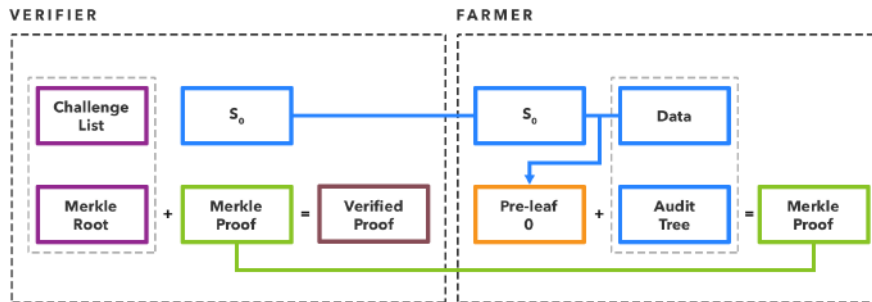 VERIFIER
FARMER
Challenge
List
S₀
S₀
Data
Merkle
Root
+
Merkle
Proof
=
Verified
Proof
Pre-leaf
0
+
Audit
Tree
=
Merkle
Proof